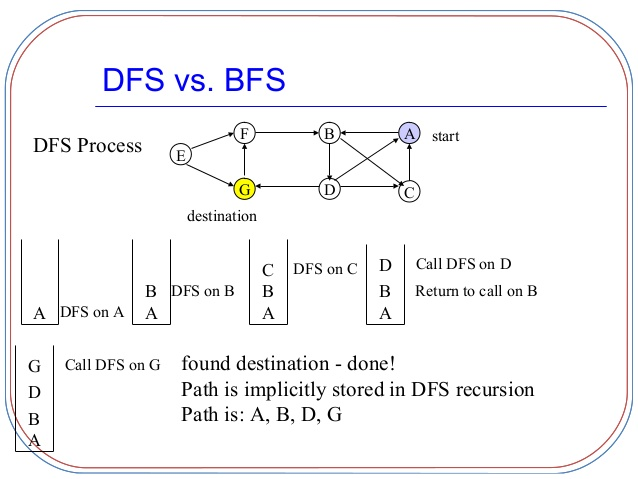 DFS vs. BFS
DFS Process
E
F
B
A
start
G
D
C
destination
A
DFS on A
B
A
DFS on B
C
B
A
DFS on C
D
B
A
Call DFS on D
Return to call on B
G
D
B
A
Call DFS on G
found destination - done!
Path is implicitly stored in DFS recursion
Path is: A, B, D, G